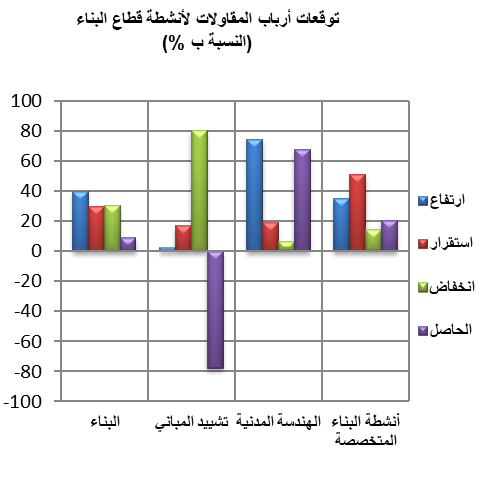 توقعات أرباب المقاولات لأنشطة قطاع البناء
(النسبة ب %)
100
80
60
40
20
0
-20
-40
-60
-80
-100
البناء
تشييد المباني
الهندسة المدنية
أنشطة البناء
المتخصصة
ارتفاع
استقرار
انخفاض
الحاصل